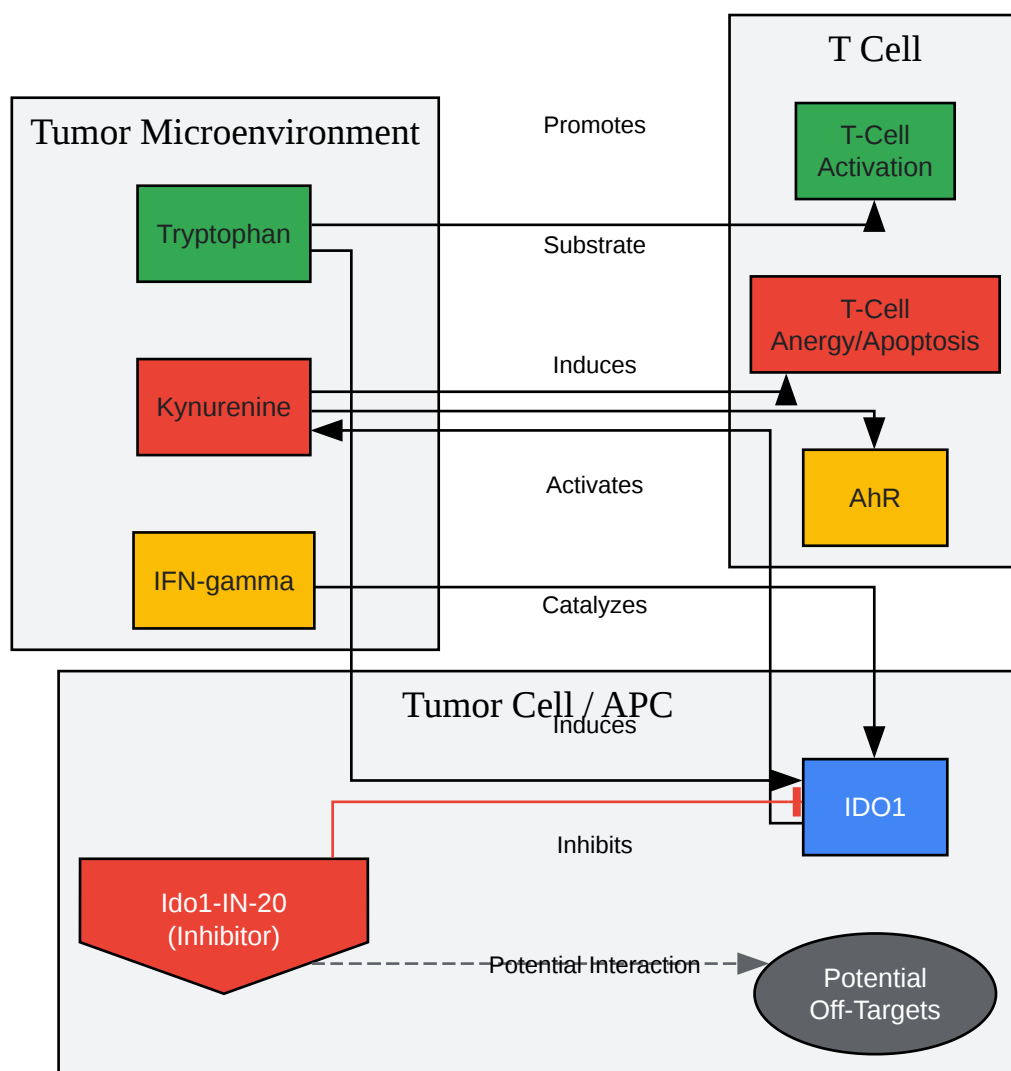 T Cell
Tumor Microenvironment
Promotes
T-Cell
Activation
Tryptophan
Substrate
T-Cell
Anergy/Apoptosis
Induces
Kynurenine
Activates
AhR
IFN-gamma
Catalyzes
Tumor Cell / APC
Induces
IDO1
Inhibits
Ido1-IN-20
(Inhibitor)
Potential Interaction
Potential
Off-Targets